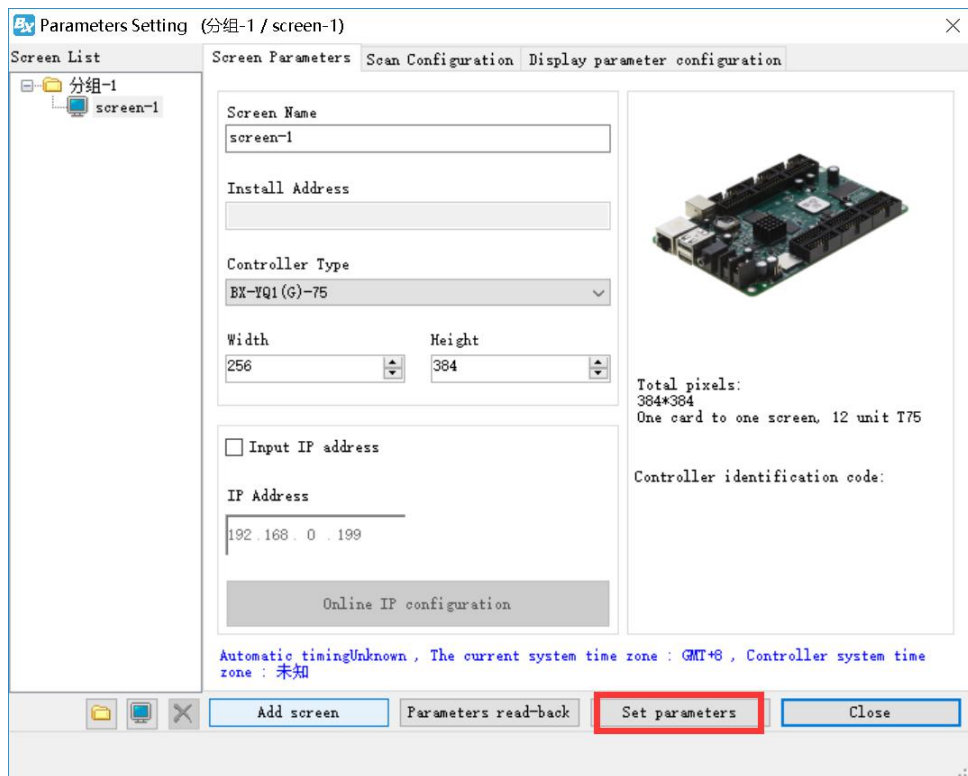 BX Parameters Setting (分组-1 / screen-1)
Screen List
Screen Parameters Scan Configuration Display parameter configuration
分组-1
screen-1
Screen Name
screen-1
Install Address
Controller Type
BX-YQ1(G)-75
Width Height
256 384
Total pixels:
384*384
One card to one screen, 12 unit T75
Input IP address
Controller identification code:
IP Address
192 .168 . 0 . 199
Online IP configuration
Automatic timingUnknown , The current system time zone : GMT+8 , Controller system time
zone : 未知
Add screen Parameters read-back Set parameters Close